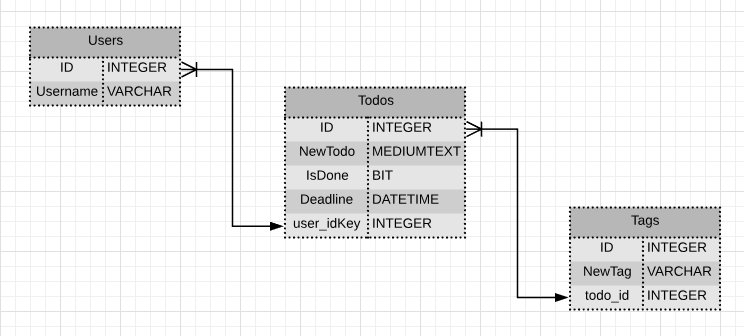 Users
ID INTEGER
Username VARCHAR
Todos
ID INTEGER
NewTodo MEDIUMTEXT
IsDone BIT
Deadline DATETIME
user_idKey INTEGER
Tags
ID INTEGER
NewTag VARCHAR
todo_id INTEGER